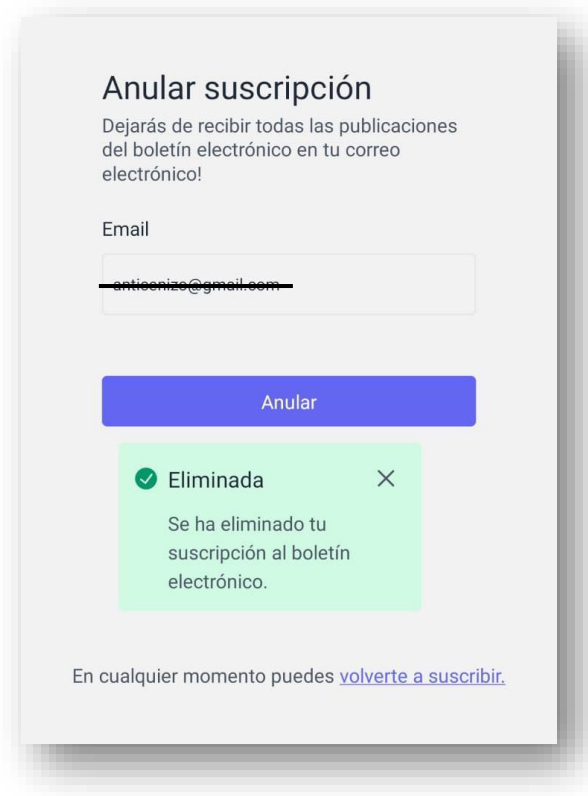 Anular suscripción
Dejarás de recibir todas las publicaciones
del boletín electrónico en tu correo
electrónico!
Email
Anular
Eliminada
Se ha eliminado tu
suscripción al boletín
electrónico.
En cualquier momento puedes volverte a suscribir.